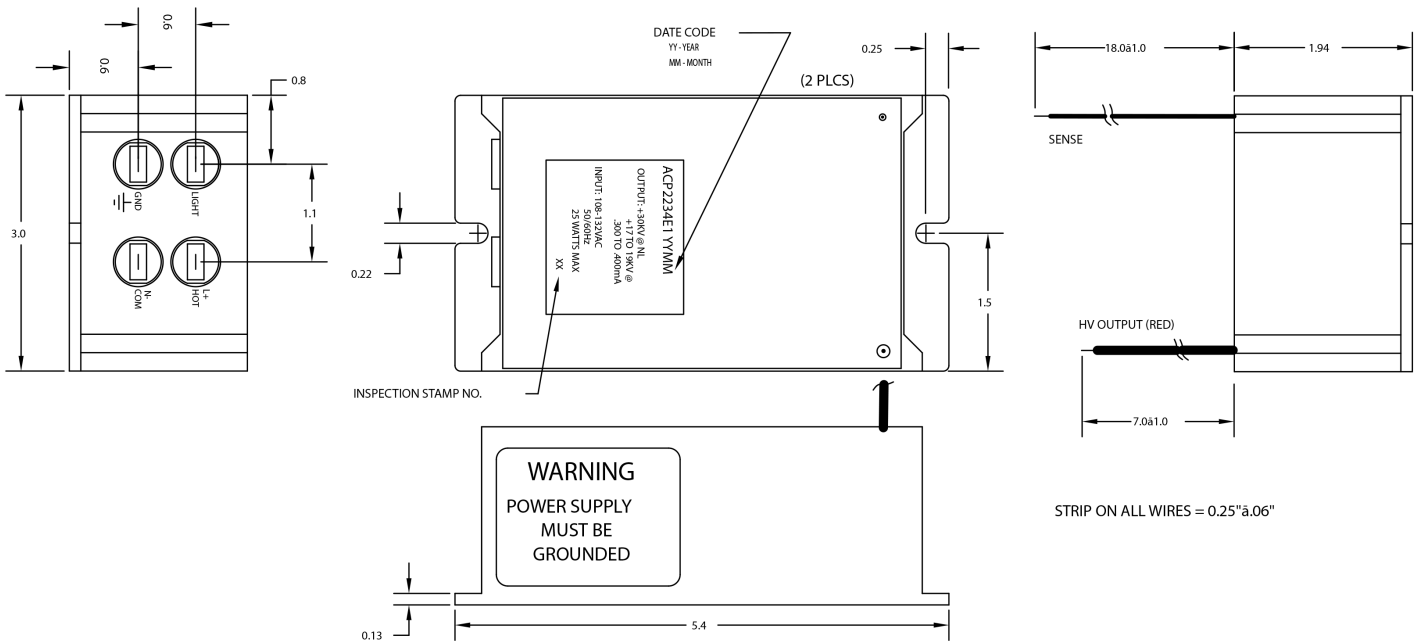 0.6
0.6
0.8
1.1
3.0
GND
LIGHT
N-
COM
L+
HOT
DATE CODE
YY - YEAR
MM - MONTH
0.25
(2 PLCS)
ACP2234E1 YYMM
OUTPUT: +30KV @ NL
+17 TO 19KV @
.300 TO .400mA
INPUT: 108-132VAC
50/60Hz
25 WATTS MAX
XX
0.22
1.5
INSPECTION STAMP NO.
18.0ä1.0
1.94
SENSE
HV OUTPUT (RED)
7.0ä1.0
STRIP ON ALL WIRES = 0.25"ä.06"
WARNING
POWER SUPPLY
MUST BE
GROUNDED
0.13
5.4